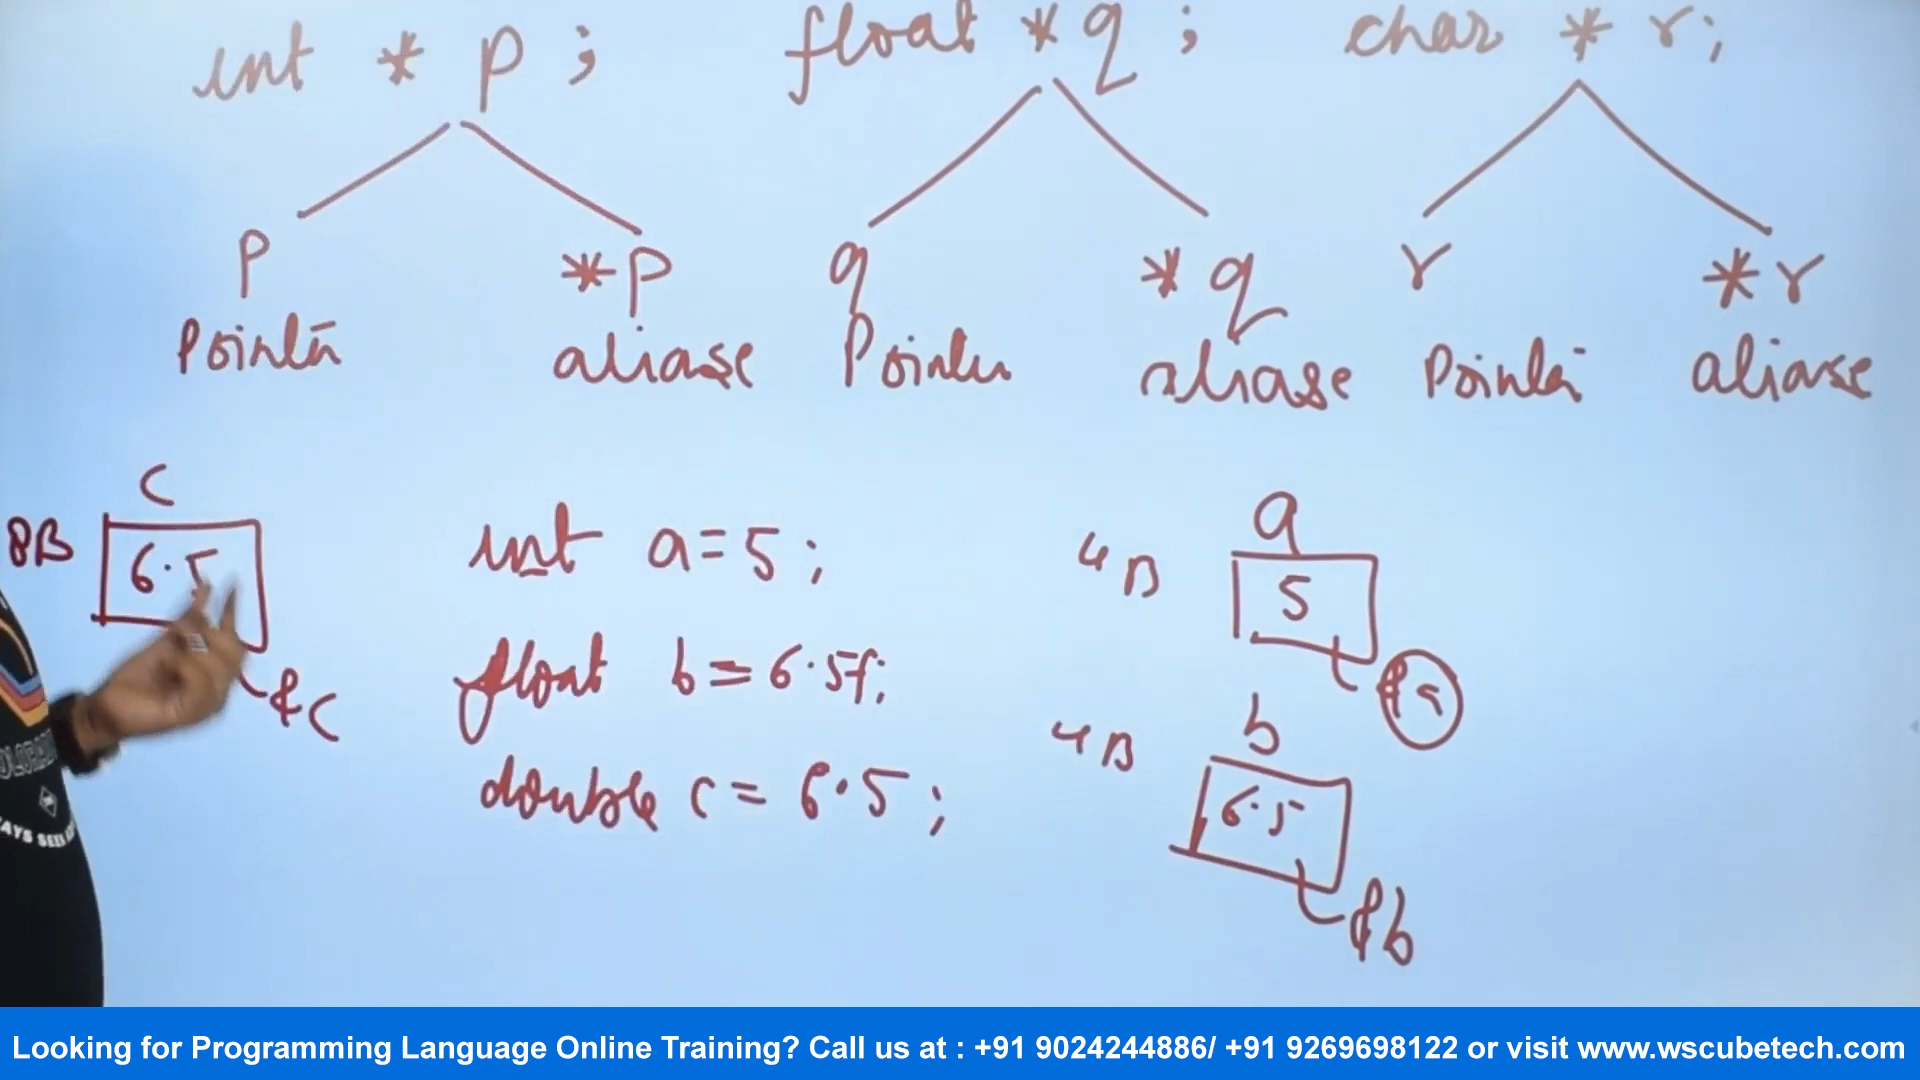 int * p ; float * q ; char * r ;
p *p q *q r *r
Pointer aliase Pointer aliase Pointer aliase
C
8B 6.5
&C
int a = 5 ;
float b = 6.5f;
double c = 6.5 ;
a
4B 5
&a
b
4B 6.5
&b
Looking for Programming Language Online Training? Call us at : +91 9024244886/ +91 9269698122 or visit www.wscubetech.com